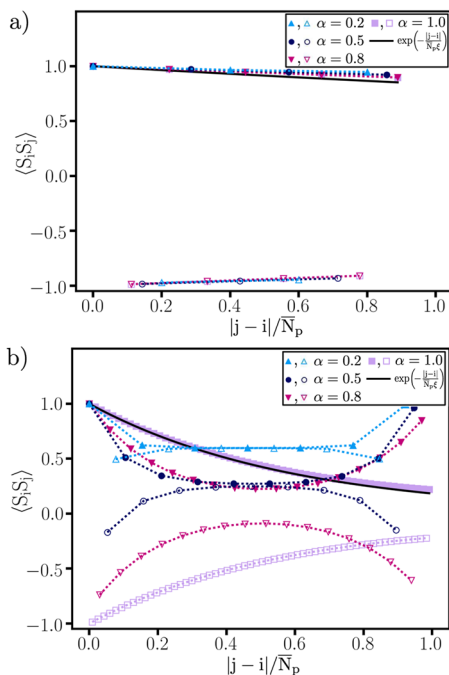 a)
▲, △ α = 0.2 ■, □ α = 1.0
●, ○ α = 0.5 exp(-|j-i|/N̅ₚξ)
▼, ▽ α = 0.8
1.0
0.5
0.0
−0.5
−1.0
⟨SᵢSⱼ⟩
0.0 0.2 0.4 0.6 0.8 1.0
|j − i|/N̅ₚ
b)
▲, △ α = 0.2 ■, □ α = 1.0
●, ○ α = 0.5 exp(-|j-i|/N̅ₚξ)
▼, ▽ α = 0.8
1.0
0.5
0.0
−0.5
−1.0
⟨SᵢSⱼ⟩
0.0 0.2 0.4 0.6 0.8 1.0
|j − i|/N̅ₚ